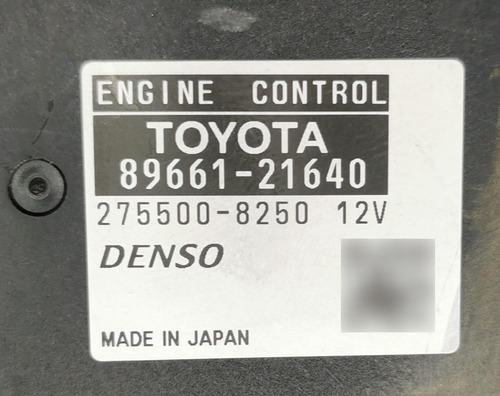 ENGINE CONTROL
TOYOTA
89661-21640
275500-8250 12V
DENSO
MADE IN JAPAN